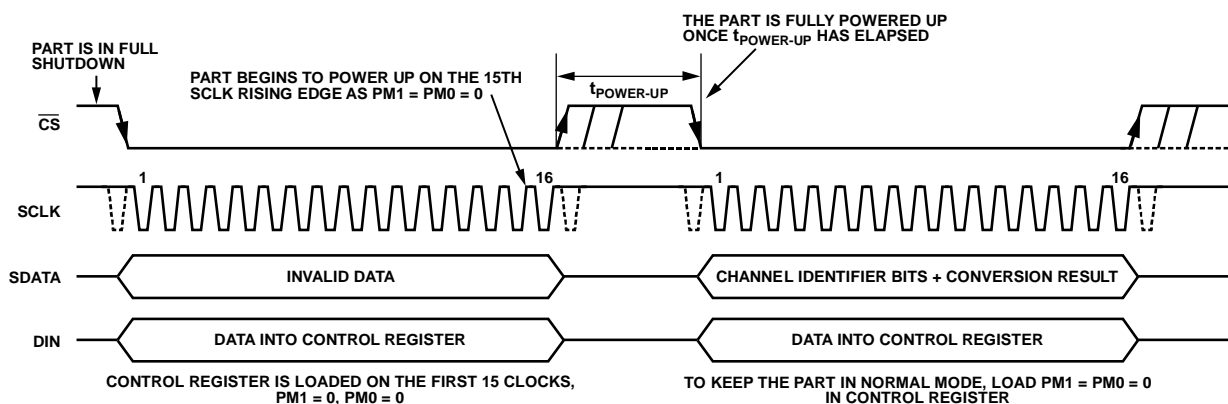 THE PART IS FULLY POWERED UP
ONCE tPOWER-UP HAS ELAPSED
PART IS IN FULL
SHUTDOWN
PART BEGINS TO POWER UP ON THE 15TH
SCLK RISING EDGE AS PM1 = PM0 = 0
tPOWER-UP
CS
1
16
1
16
SCLK
SDATA
INVALID DATA
CHANNEL IDENTIFIER BITS + CONVERSION RESULT
DIN
DATA INTO CONTROL REGISTER
DATA INTO CONTROL REGISTER
CONTROL REGISTER IS LOADED ON THE FIRST 15 CLOCKS,
PM1 = 0, PM0 = 0
TO KEEP THE PART IN NORMAL MODE, LOAD PM1 = PM0 = 0
IN CONTROL REGISTER